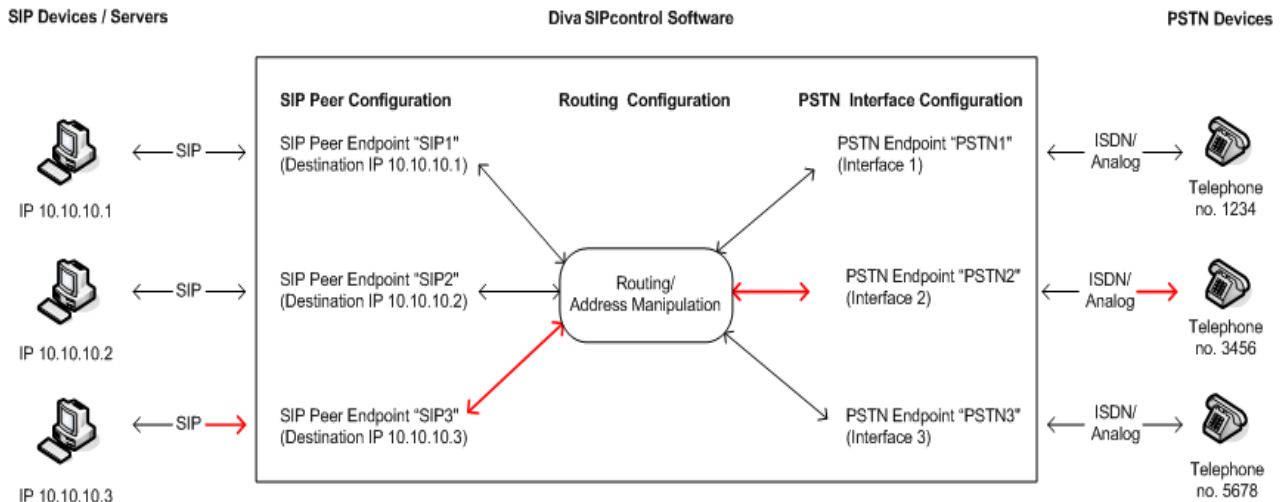 SIP Devices / Servers
Diva SIPcontrol Software
PSTN Devices
SIP Peer Configuration
Routing Configuration
PSTN Interface Configuration
SIP
SIP Peer Endpoint "SIP1"
(Destination IP 10.10.10.1)
PSTN Endpoint "PSTN1"
(Interface 1)
ISDN/
Analog
IP 10.10.10.1
Telephone
no. 1234
SIP
SIP Peer Endpoint "SIP2"
(Destination IP 10.10.10.2)
Routing/
Address Manipulation
PSTN Endpoint "PSTN2"
(Interface 2)
ISDN/
Analog
IP 10.10.10.2
Telephone
no. 3456
SIP
SIP Peer Endpoint "SIP3"
(Destination IP 10.10.10.3)
PSTN Endpoint "PSTN3"
(Interface 3)
ISDN/
Analog
IP 10.10.10.3
Telephone
no. 5678